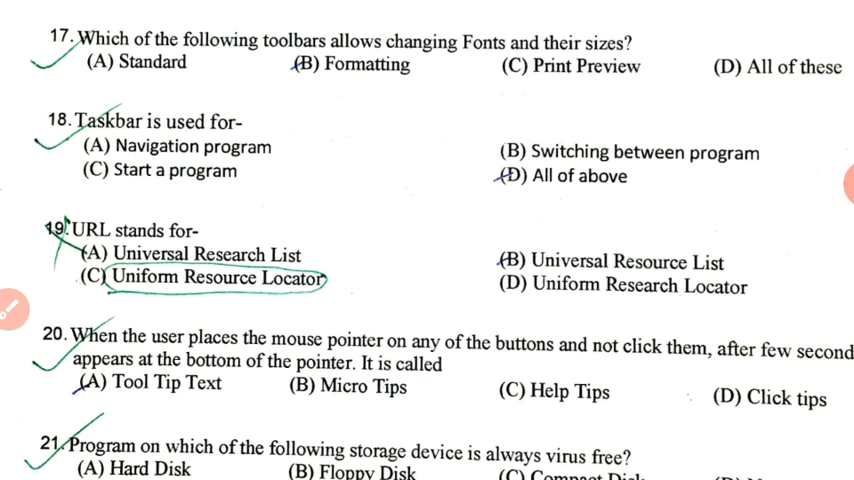 17. Which of the following toolbars allows changing Fonts and their sizes?
(A) Standard (B) Formatting (C) Print Preview (D) All of these
18. Taskbar is used for-
(A) Navigation program (B) Switching between program
(C) Start a program (D) All of above
19. URL stands for-
(A) Universal Research List (B) Universal Resource List
(C) Uniform Resource Locator (D) Uniform Research Locator
20. When the user places the mouse pointer on any of the buttons and not click them, after few second
appears at the bottom of the pointer. It is called
(A) Tool Tip Text (B) Micro Tips (C) Help Tips (D) Click tips
21. Program on which of the following storage device is always virus free?
(A) Hard Disk (B) Floppy Disk (C) Compact Disk